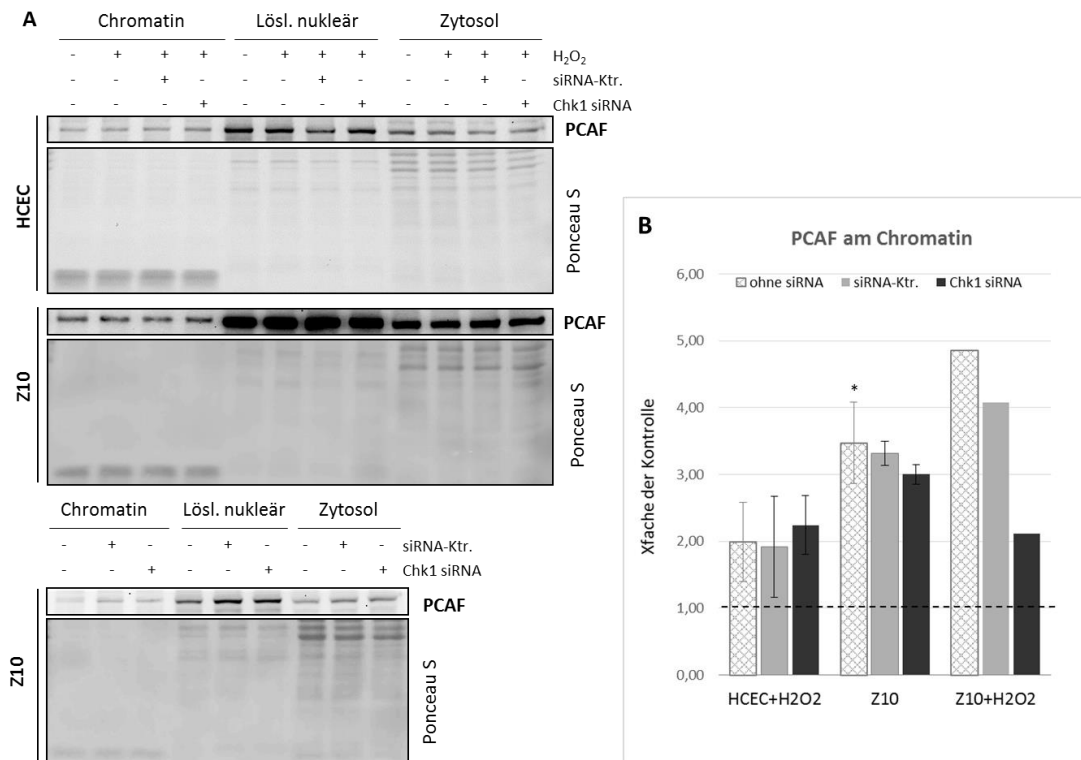 A
Chromatin Lösl. nukleär Zytosol
- + + + - + + + - + + + H₂O₂
- - + - - - + - - - + - siRNA-Ktr.
- - - + - - - + - - - + Chk1 siRNA
HCEC
PCAF
Ponceau S
Z10
PCAF
Ponceau S
Chromatin Lösl. nukleär Zytosol
- + - - + - - + - siRNA-Ktr.
- - + - - + - - + Chk1 siRNA
Z10
PCAF
Ponceau S
B
PCAF am Chromatin
ohne siRNA siRNA-Ktr. Chk1 siRNA
Xfache der Kontrolle
6,00
5,00
4,00
3,00
2,00
1,00
0,00
*
HCEC+H2O2 Z10 Z10+H2O2